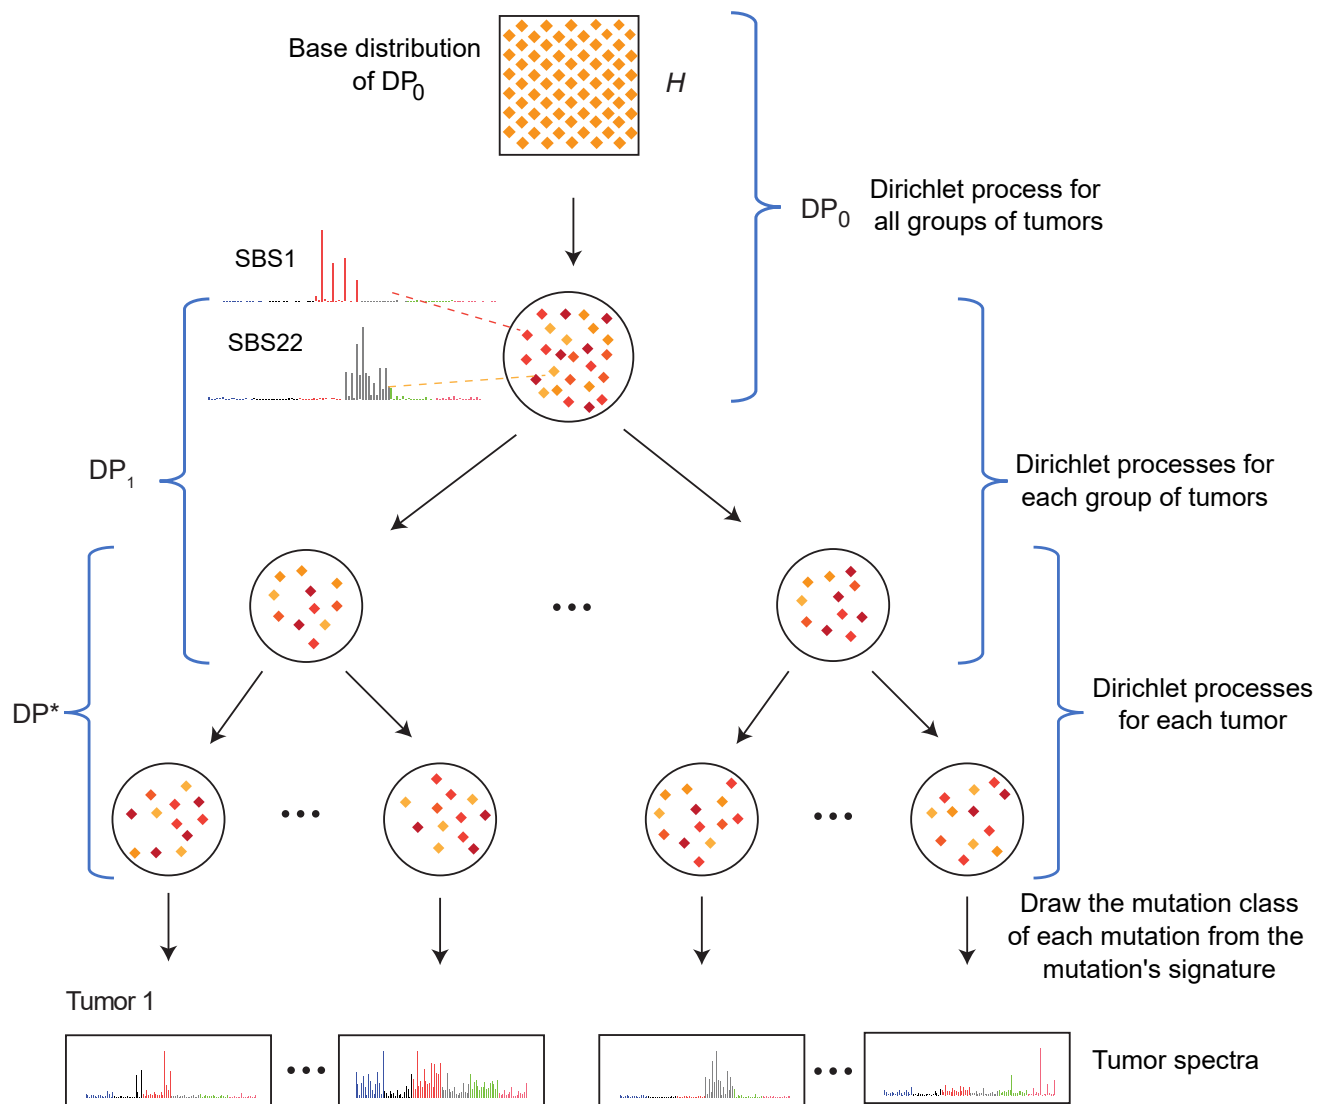 Base distribution
of DP0
H
DP0
Dirichlet process for
all groups of tumors
SBS1
SBS22
DP1
Dirichlet processes for
each group of tumors
DP*
Dirichlet processes
for each tumor
Draw the mutation class
of each mutation from the
mutation's signature
Tumor 1
Tumor spectra